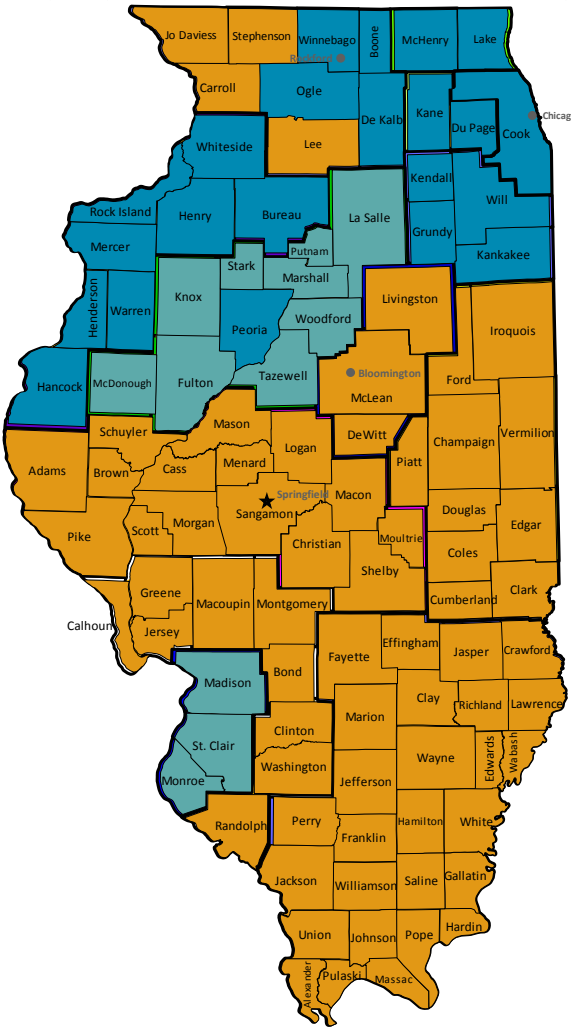 Jo Daviess
Stephenson
Winnebago
Boone
McHenry
Lake
Rockford
Carroll
Ogle
De Kalb
Kane
Du Page
Cook
Chicag
Whiteside
Lee
Kendall
Will
Rock Island
Henry
Bureau
La Salle
Grundy
Mercer
Putnam
Kankakee
Stark
Marshall
Henderson
Warren
Knox
Peoria
Woodford
Livingston
Iroquois
Hancock
McDonough
Fulton
Tazewell
Bloomington
McLean
Ford
Schuyler
Mason
Logan
DeWitt
Champaign
Vermilion
Adams
Brown
Cass
Menard
Piatt
Springfield
Macon
Sangamon
Douglas
Pike
Scott
Morgan
Christian
Moultrie
Edgar
Coles
Shelby
Greene
Macoupin
Montgomery
Cumberland
Clark
Calhoun
Jersey
Fayette
Effingham
Jasper
Crawford
Madison
Bond
Clay
Richland
Lawrence
Marion
Clinton
St. Clair
Washington
Wayne
Edwards
Wabash
Monroe
Jefferson
Randolph
Perry
Hamilton
White
Franklin
Jackson
Williamson
Saline
Gallatin
Union
Johnson
Pope
Hardin
Alexander
Pulaski
Massac